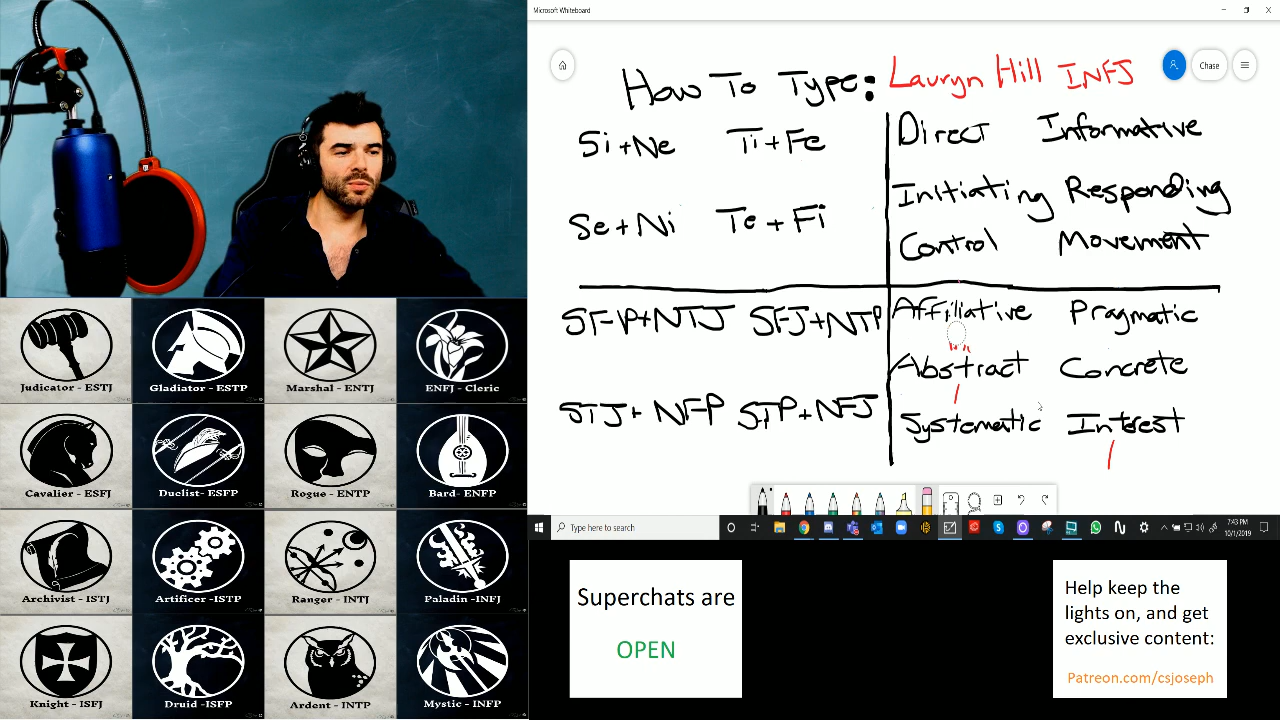 Microsoft Whiteboard
Chase
How To Type: Lauryn Hill INFJ
Si+Ne Ti+Fe
Se+Ni Te+Fi
Direct Informative
Initiating Responding
Control Movement
SFP+NTJ SFJ+NTP
STJ+ NFP STP+NFJ
Affiliative Pragmatic
Abstract Concrete
Systematic Interest
Type here to search
7:43 PM
10/1/2019
Judicator - ESTJ
Gladiator - ESTP
Marshal - ENTJ
ENFJ - Cleric
Cavalier - ESFJ
Duelist- ESFP
Rogue - ENTP
Bard- ENFP
Archivist - ISTJ
Artificer -ISTP
Ranger - INTJ
Paladin -INFJ
Knight - ISFJ
Druid -ISFP
Ardent - INTP
Mystic - INFP
Superchats are
OPEN
Help keep the
lights on, and get
exclusive content:
Patreon.com/csjoseph